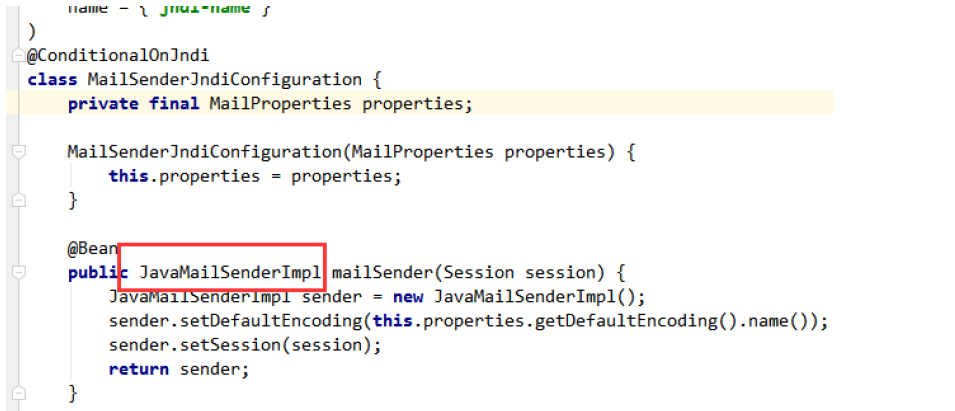 name = { "jndi-name" }
)
@ConditionalOnJndi
class MailSenderJndiConfiguration {
private final MailProperties properties;
MailSenderJndiConfiguration(MailProperties properties) {
this.properties = properties;
}
@Bean
public JavaMailSenderImpl mailSender(Session session) {
JavaMailSenderImpl sender = new JavaMailSenderImpl();
sender.setDefaultEncoding(this.properties.getDefaultEncoding().name());
sender.setSession(session);
return sender;
}